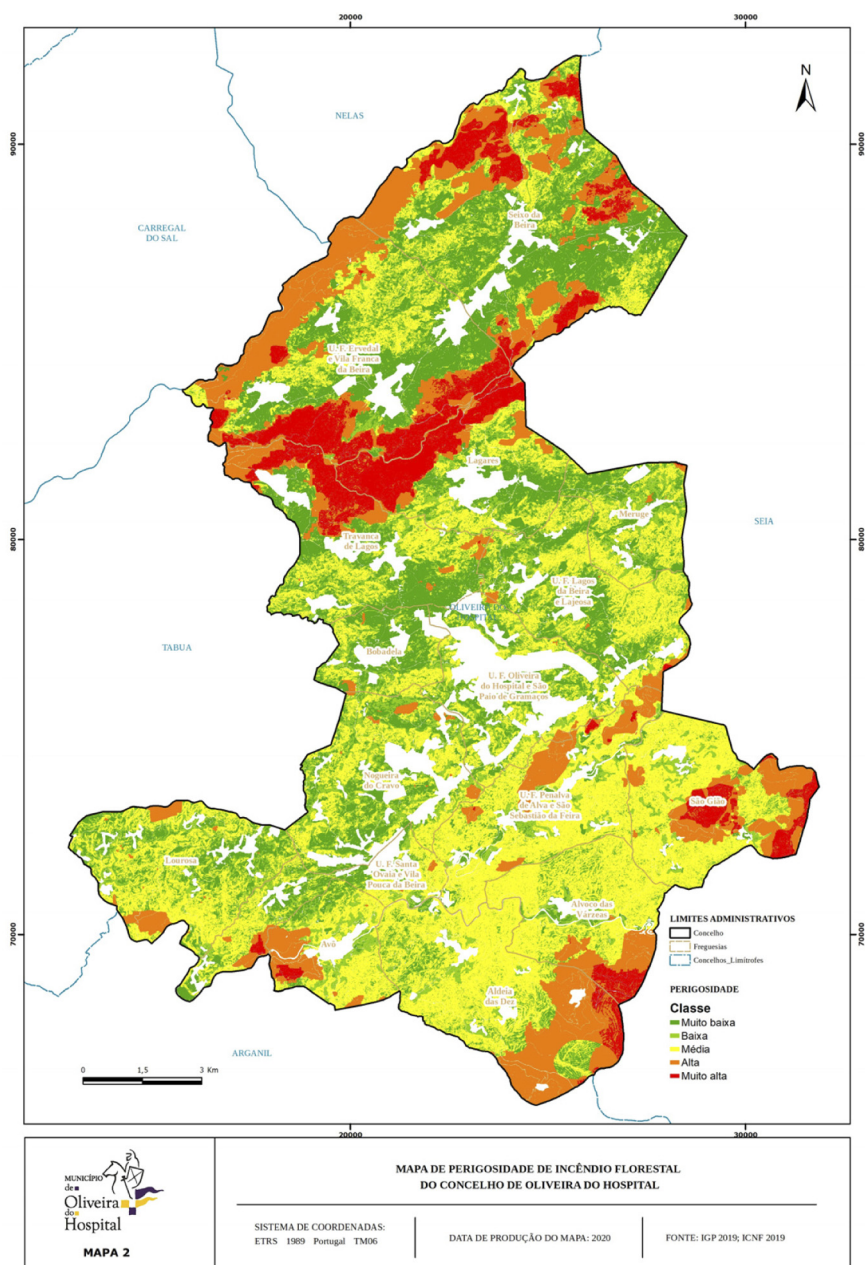 20000
30000
N
NELAS
90000
90000
CARREGAL
DO SAL
Seixo da
Beira
U. F. Ervedal
e Vila Franca
da Beira
Lagares
Meruge
80000
80000
SEIA
Travanca
de Lagos
U. F. Lagos
da Beira
e Lajeosa
TABUA
Bobadela
U. F. Oliveira
do Hospital e São
Paio de Gramaços
Nogueira
do Cravo
U. F. Penalva
de Alva e São
Sebastião da Feira
São Gião
Lourosa
U. F. Santa
Ovaia e Vila
Pouca da Beira
Alvoco das
Várzeas
70000
70000
Avô
Aldeia
das Dez
ARGANIL
LIMITES ADMINISTRATIVOS
Concelho
Freguesias
Concelhos_Limítrofes
PERIGOSIDADE
Classe
Muito baixa
Baixa
Média
Alta
Muito alta
0 1,5 3 Km
20000
30000
MUNICÍPIO
de
Oliveira
do
Hospital
MAPA 2
MAPA DE PERIGOSIDADE DE INCÊNDIO FLORESTAL
DO CONCELHO DE OLIVEIRA DO HOSPITAL
SISTEMA DE COORDENADAS:
ETRS 1989 Portugal TM06
DATA DE PRODUÇÃO DO MAPA: 2020
FONTE: IGP 2019; ICNF 2019